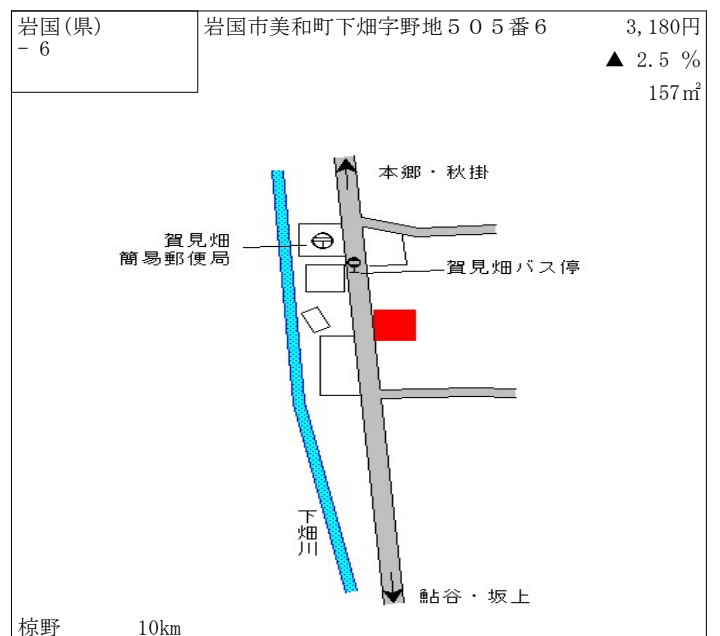 岩国(県)
- 6
岩国市美和町下畑字野地５０５番６
3,180円
▲ 2.5 %
157㎡
本郷・秋掛
賀見畑
簡易郵便局
賀見畑バス停
下畑川
鮎谷・坂上
椋野 10km